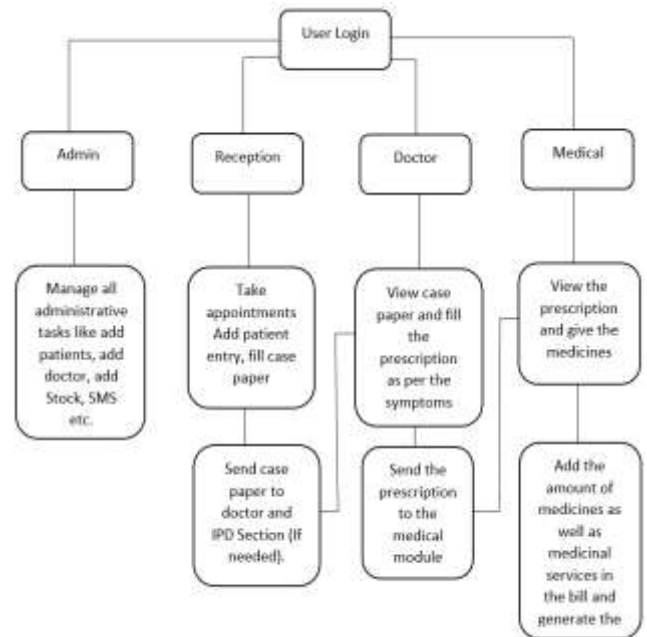 User Login
Admin
Reception
Doctor
Medical
Manage all
administrative
tasks like add
patients, add
doctor, add
Stock, SMS
etc.
Take
appointments
Add patient
entry, fill case
paper
View case
paper and fill
the
prescription
as per the
symptoms
View the
prescription
and give the
medicines
Send case
paper to
doctor and
IPD Section (If
needed).
Send the
prescription
to the
medical
module
Add the
amount of
medicines as
well as
medicinal
services in
the bill and
generate the